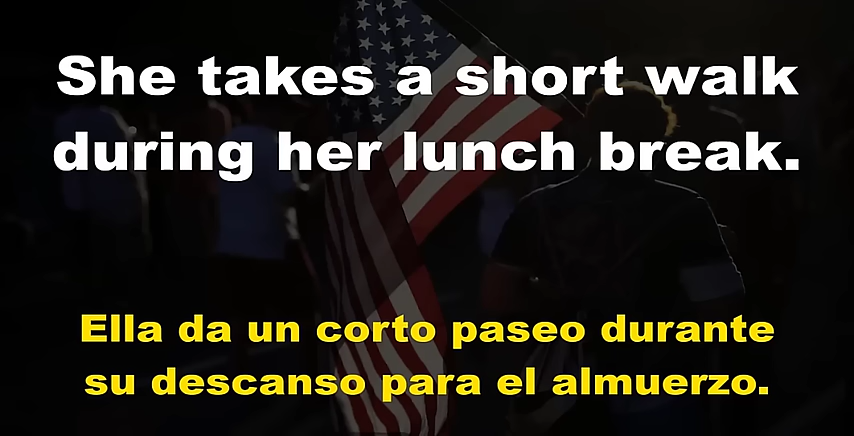 She takes a short walk
during her lunch break.
Ella da un corto paseo durante
su descanso para el almuerzo.